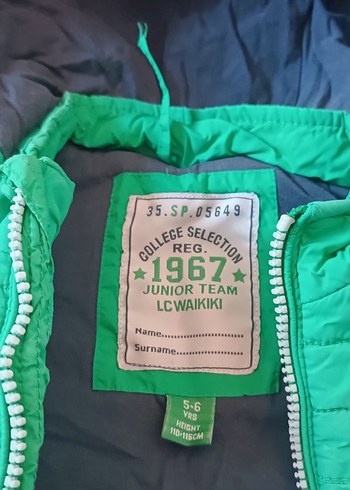 35.SP.05649
COLLEGE SELECTION
REG.
★1967★
JUNIOR TEAM
LCWAIKIKI
Name........................
Surname....................
5-6
YRS
HEIGHT
110-116CM